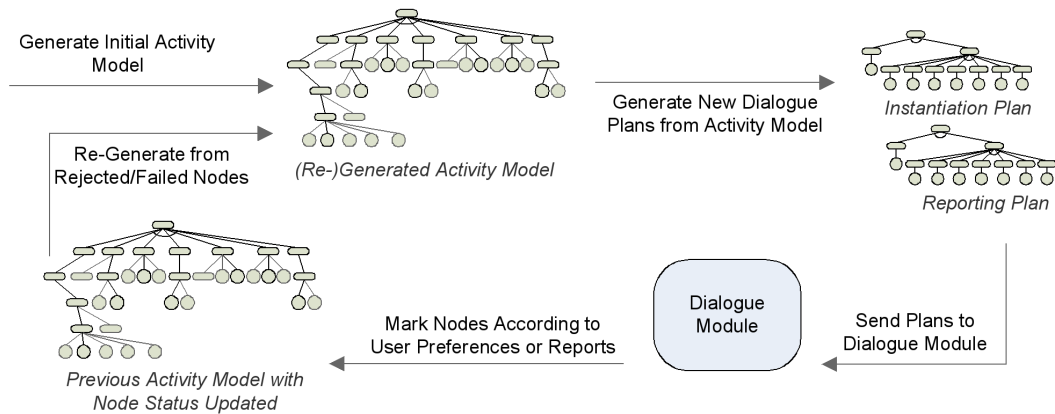 Generate Initial Activity
Model
(Re-)Generated Activity Model
Generate New Dialogue
Plans from Activity Model
Instantiation Plan
Reporting Plan
Send Plans to
Dialogue Module
Dialogue
Module
Mark Nodes According to
User Preferences or Reports
Previous Activity Model with
Node Status Updated
Re-Generate from
Rejected/Failed Nodes